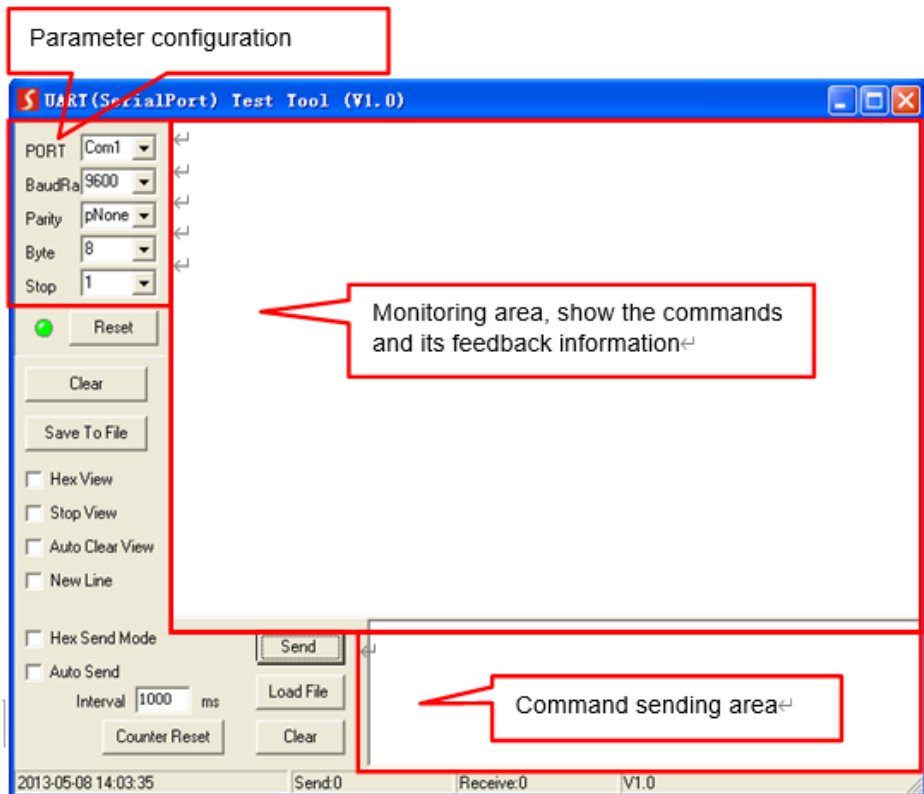 Parameter configuration
UART(SerialPort) Test Tool (V1.0)
PORT Com1
BaudRa 9600
Parity pNone
Byte 8
Stop 1
Reset
Clear
Save To File
Hex View
Stop View
Auto Clear View
New Line
Monitoring area, show the commands
and its feedback information
Hex Send Mode
Send
Auto Send
Interval 1000 ms
Load File
Counter Reset
Clear
Command sending area
2013-05-08 14:03:35 Send:0 Receive:0 V1.0